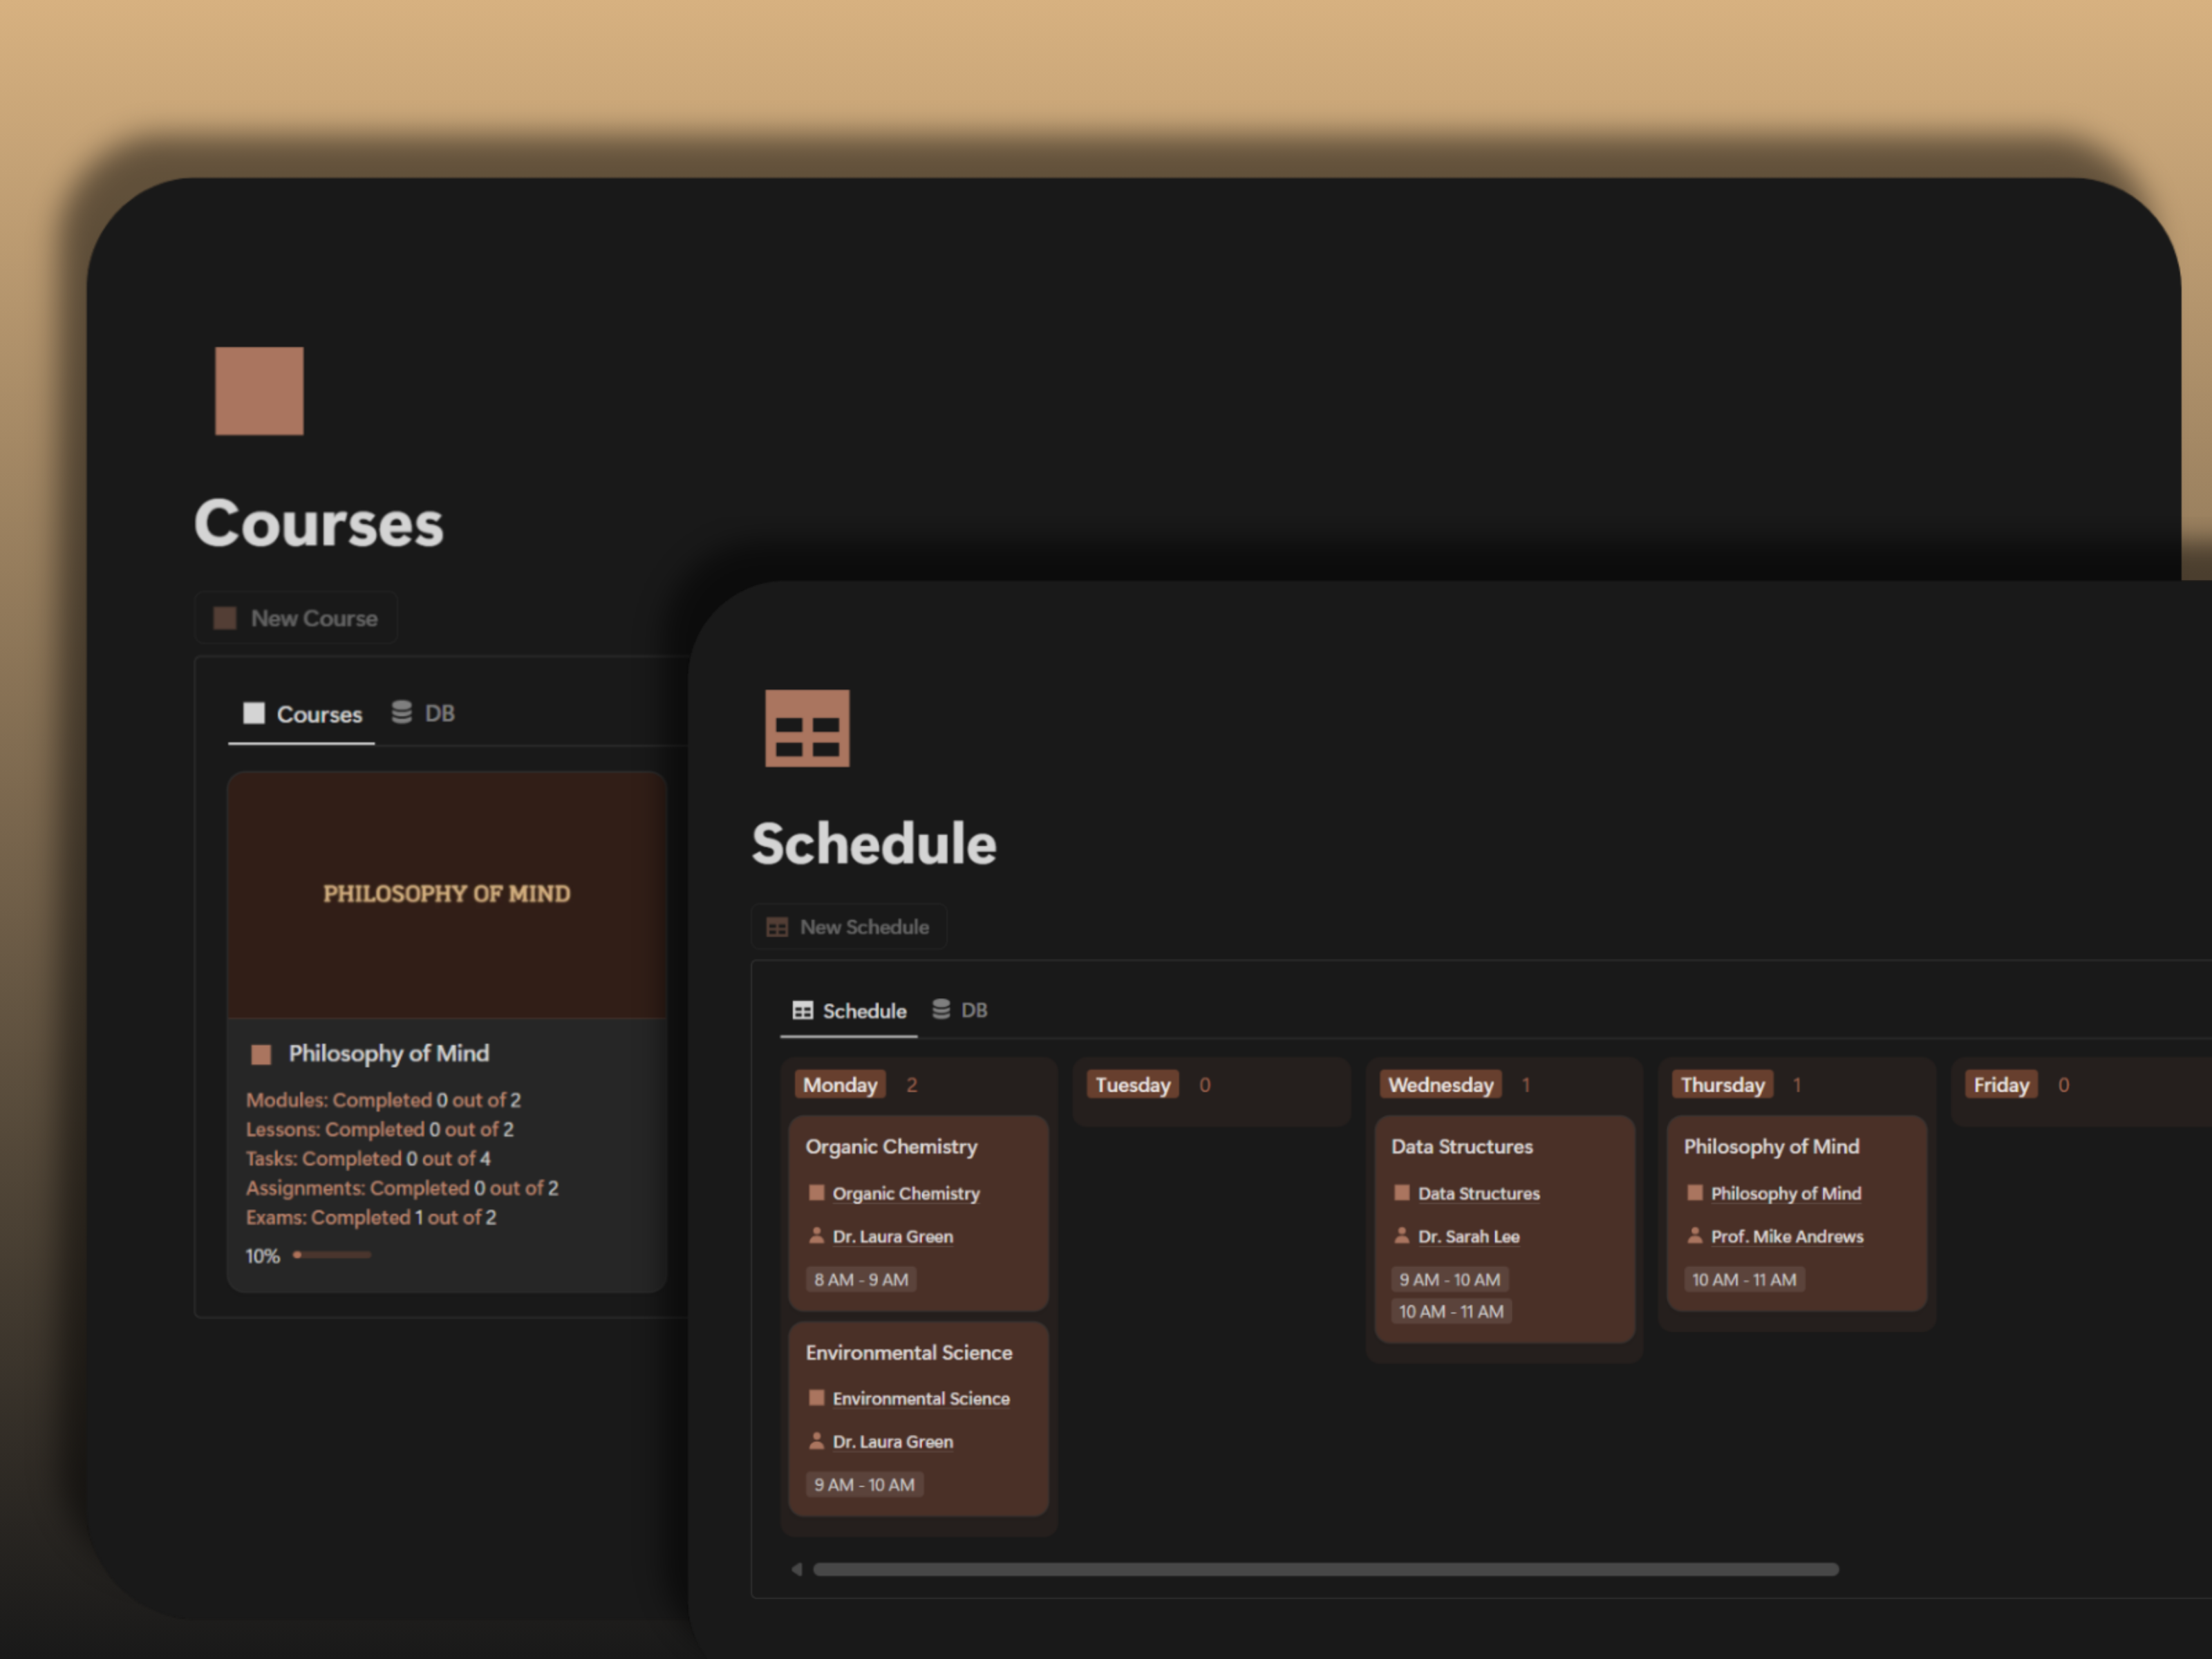 Courses
New Course
Courses DB
PHILOSOPHY OF MIND
Philosophy of Mind
Modules: Completed 0 out of 2
Lessons: Completed 0 out of 2
Tasks: Completed 0 out of 4
Assignments: Completed 0 out of 2
Exams: Completed 1 out of 2
10%
Schedule
New Schedule
Schedule DB
Monday 2
Organic Chemistry
Organic Chemistry
Dr. Laura Green
8 AM - 9 AM
Environmental Science
Environmental Science
Dr. Laura Green
9 AM - 10 AM
Tuesday 0
Wednesday 1
Data Structures
Data Structures
Dr. Sarah Lee
9 AM - 10 AM
10 AM - 11 AM
Thursday 1
Philosophy of Mind
Philosophy of Mind
Prof. Mike Andrews
10 AM - 11 AM
Friday 0